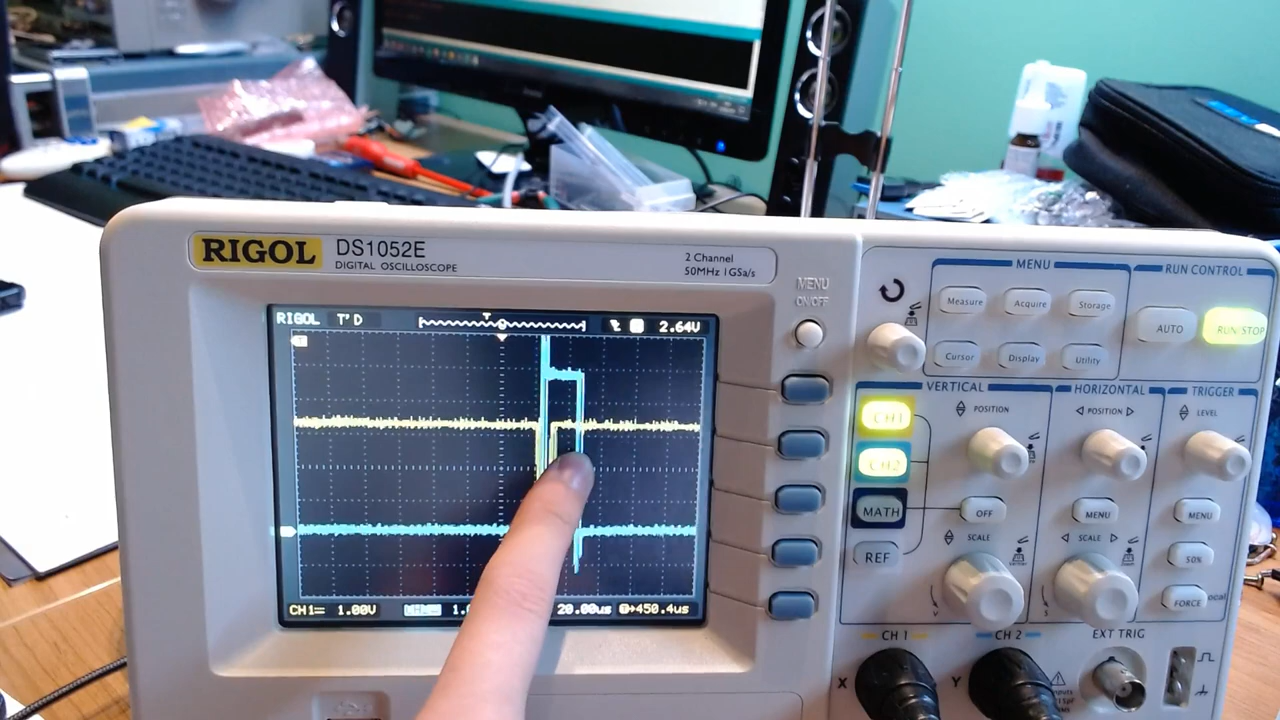 RIGOL DS1052E
DIGITAL OSCILLOSCOPE
2 Channel
50MHz 1GSa/s
MENU
ON/OFF
RIGOL T'D 2.64V
CH1 1.00V
20.00us +450.4us
MENU
Measure Acquire Storage
Cursor Display Utility
RUN CONTROL
AUTO RUN/STOP
VERTICAL
CH1
CH2
MATH
REF
POSITION
OFF
SCALE
HORIZONTAL
POSITION
MENU
SCALE
TRIGGER
LEVEL
MENU
50%
FORCE
CH 1 CH 2 EXT TRIG
X Y